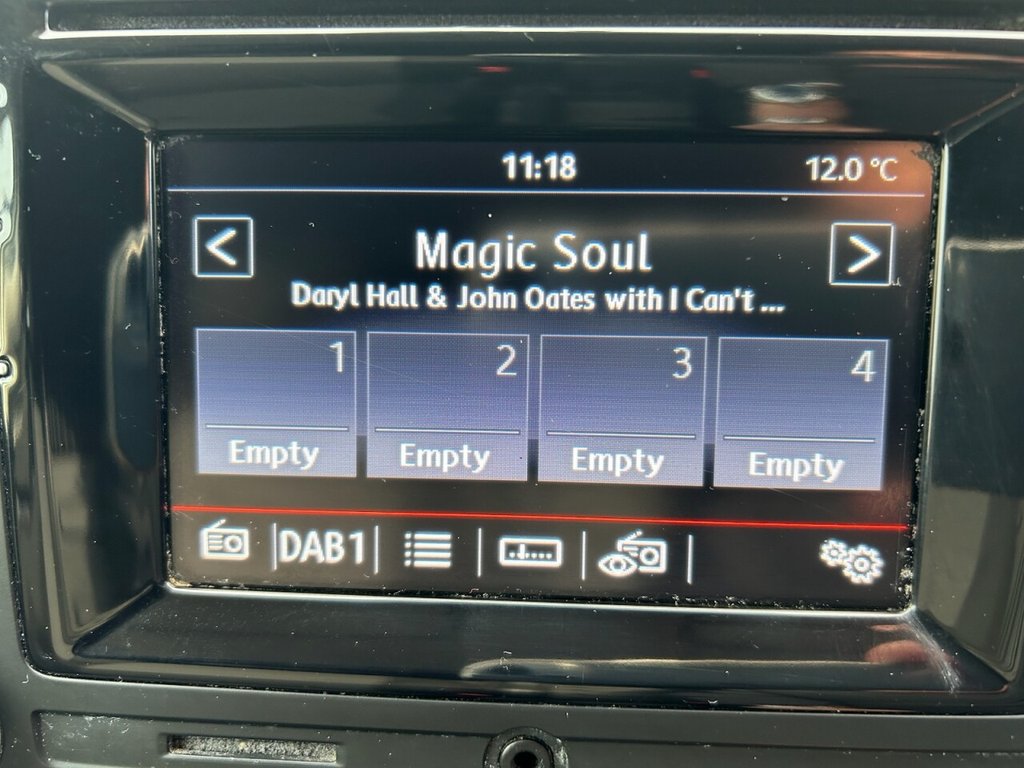 11:18 12.0 °C
< Magic Soul >
Daryl Hall & John Oates with I Can't ...
1 2 3 4
Empty Empty Empty Empty
DAB1